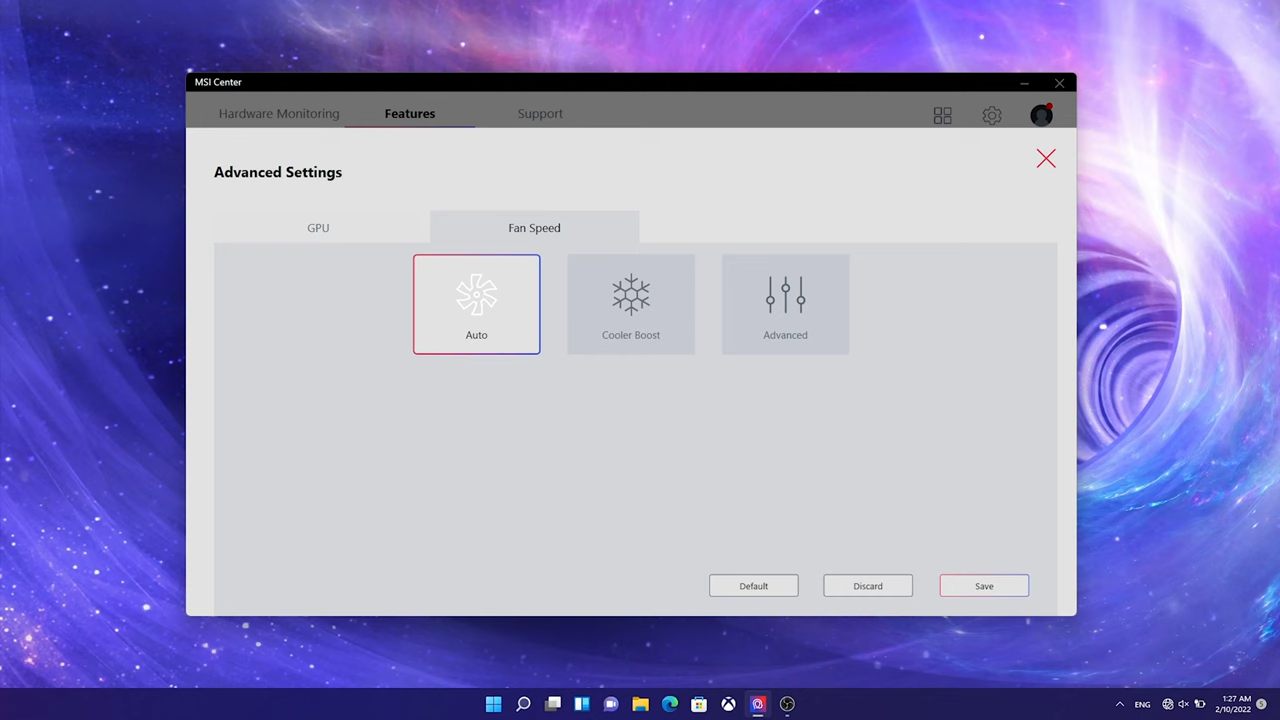 MSI Center
Hardware Monitoring
Features
Support
Advanced Settings
GPU
Fan Speed
Auto
Cooler Boost
Advanced
Default
Discard
Save
ENG
1:27 AM
2/10/2022
5